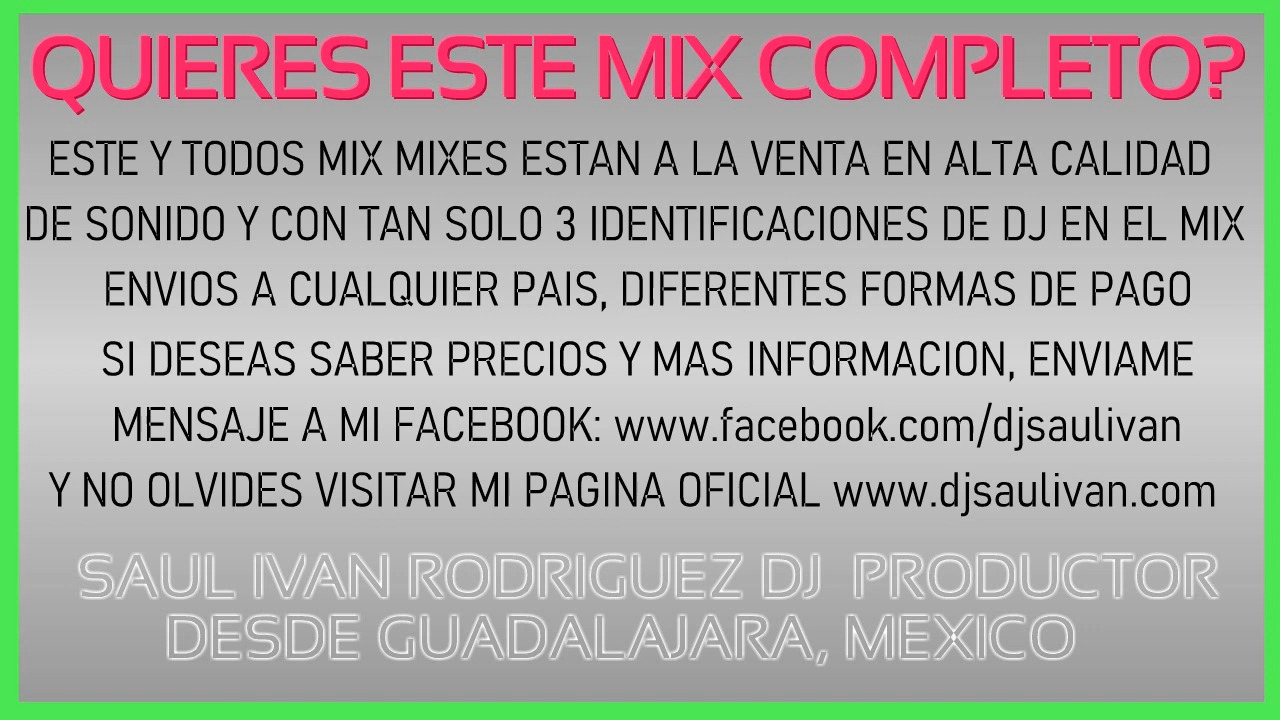 QUIERES ESTE MIX COMPLETO?
ESTE Y TODOS MIX MIXES ESTAN A LA VENTA EN ALTA CALIDAD
DE SONIDO Y CON TAN SOLO 3 IDENTIFICACIONES DE DJ EN EL MIX
ENVIOS A CUALQUIER PAIS, DIFERENTES FORMAS DE PAGO
SI DESEAS SABER PRECIOS Y MAS INFORMACION, ENVIAME
MENSAJE A MI FACEBOOK: www.facebook.com/djsaulivan
Y NO OLVIDES VISITAR MI PAGINA OFICIAL www.djsaulivan.com
SAUL IVAN RODRIGUEZ DJ PRODUCTOR
DESDE GUADALAJARA, MEXICO